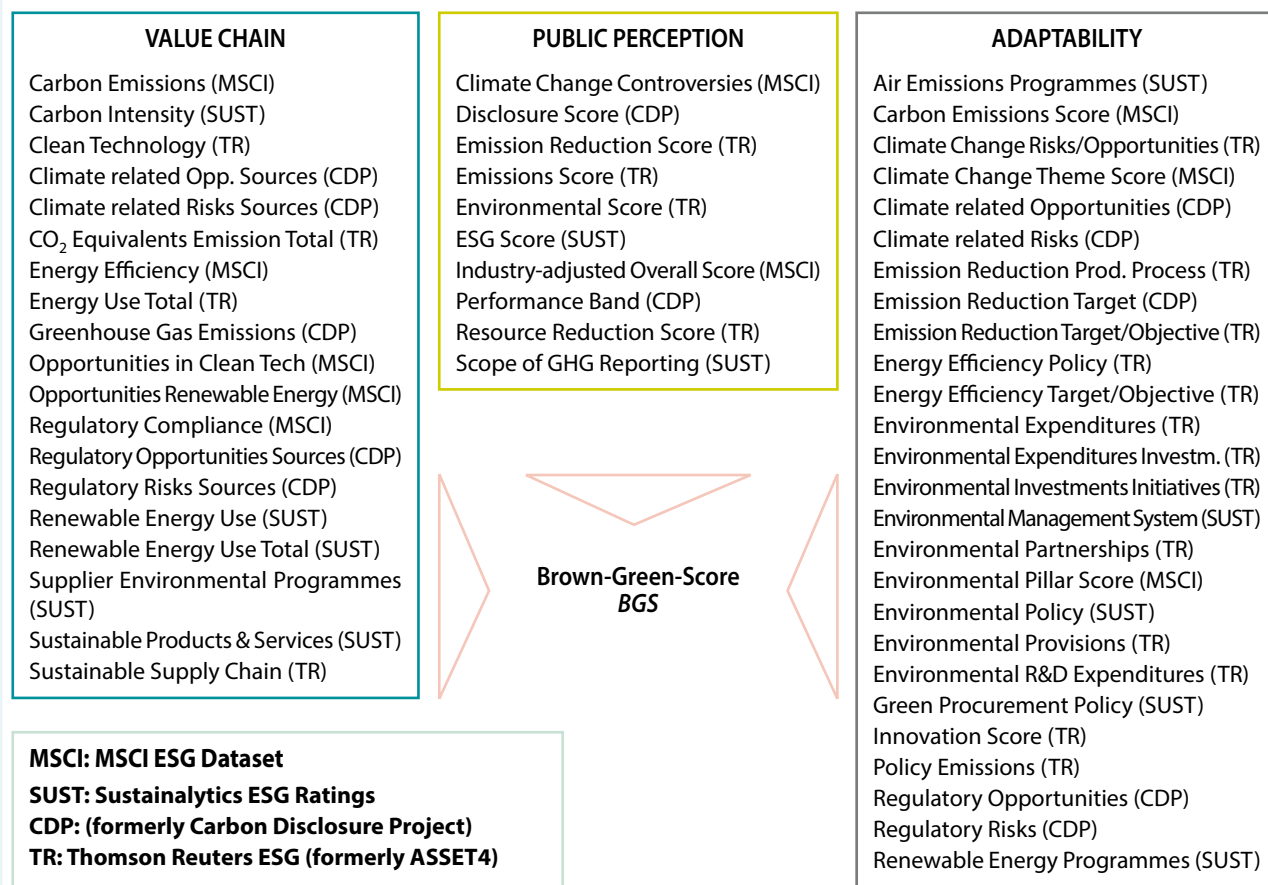 VALUE CHAIN
Carbon Emissions (MSCI)
Carbon Intensity (SUST)
Clean Technology (TR)
Climate related Opp. Sources (CDP)
Climate related Risks Sources (CDP)
CO₂ Equivalents Emission Total (TR)
Energy Efficiency (MSCI)
Energy Use Total (TR)
Greenhouse Gas Emissions (CDP)
Opportunities in Clean Tech (MSCI)
Opportunities Renewable Energy (MSCI)
Regulatory Compliance (MSCI)
Regulatory Opportunities Sources (CDP)
Regulatory Risks Sources (CDP)
Renewable Energy Use (SUST)
Renewable Energy Use Total (SUST)
Supplier Environmental Programmes
(SUST)
Sustainable Products & Services (SUST)
Sustainable Supply Chain (TR)
PUBLIC PERCEPTION
Climate Change Controversies (MSCI)
Disclosure Score (CDP)
Emission Reduction Score (TR)
Emissions Score (TR)
Environmental Score (TR)
ESG Score (SUST)
Industry-adjusted Overall Score (MSCI)
Performance Band (CDP)
Resource Reduction Score (TR)
Scope of GHG Reporting (SUST)
Brown-Green-Score
BGS
ADAPTABILITY
Air Emissions Programmes (SUST)
Carbon Emissions Score (MSCI)
Climate Change Risks/Opportunities (TR)
Climate Change Theme Score (MSCI)
Climate related Opportunities (CDP)
Climate related Risks (CDP)
Emission Reduction Prod. Process (TR)
Emission Reduction Target (CDP)
Emission Reduction Target/Objective (TR)
Energy Efficiency Policy (TR)
Energy Efficiency Target/Objective (TR)
Environmental Expenditures (TR)
Environmental Expenditures Investm. (TR)
Environmental Investments Initiatives (TR)
Environmental Management System (SUST)
Environmental Partnerships (TR)
Environmental Pillar Score (MSCI)
Environmental Policy (SUST)
Environmental Provisions (TR)
Environmental R&D Expenditures (TR)
Green Procurement Policy (SUST)
Innovation Score (TR)
Policy Emissions (TR)
Regulatory Opportunities (CDP)
Regulatory Risks (CDP)
Renewable Energy Programmes (SUST)
MSCI: MSCI ESG Dataset
SUST: Sustainalytics ESG Ratings
CDP: (formerly Carbon Disclosure Project)
TR: Thomson Reuters ESG (formerly ASSET4)